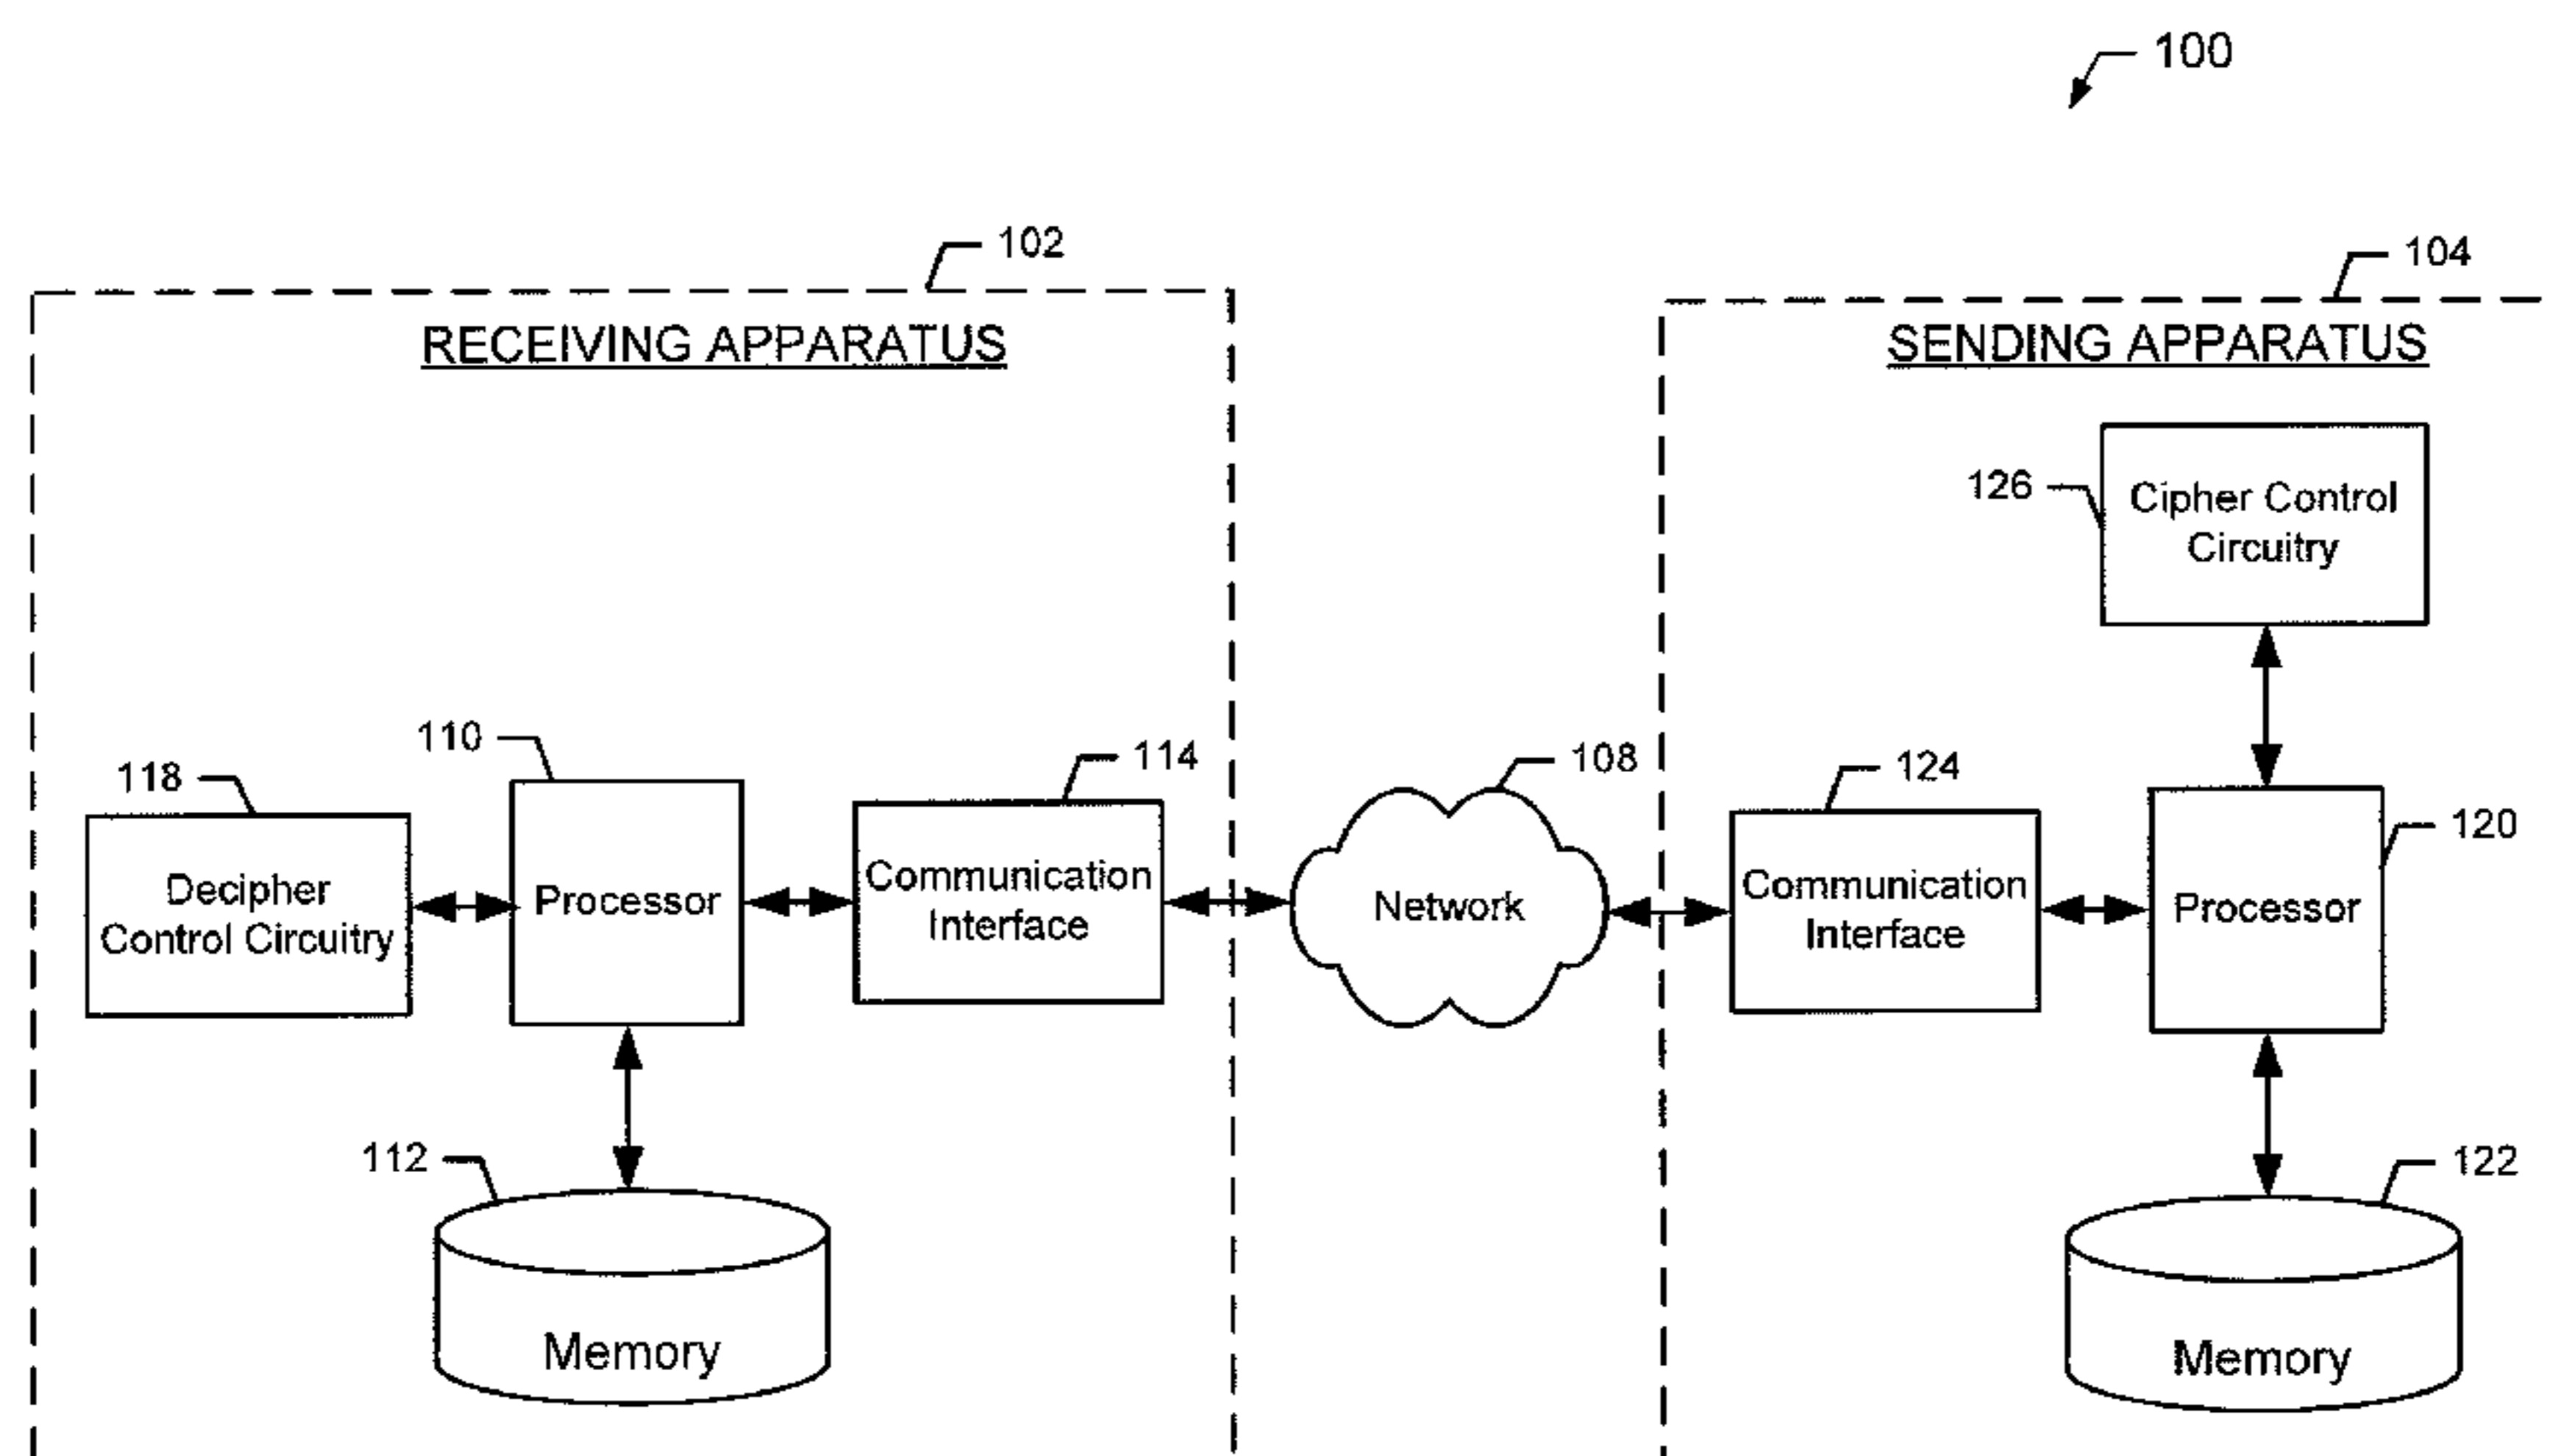 100
102
104
RECEIVING APPARATUS
SENDING APPARATUS
126
Cipher Control
Circuitry
110
114
108
124
118
120
Decipher
Control Circuitry
Processor
Communication
Interface
Network
Communication
Interface
Processor
112
122
Memory
Memory